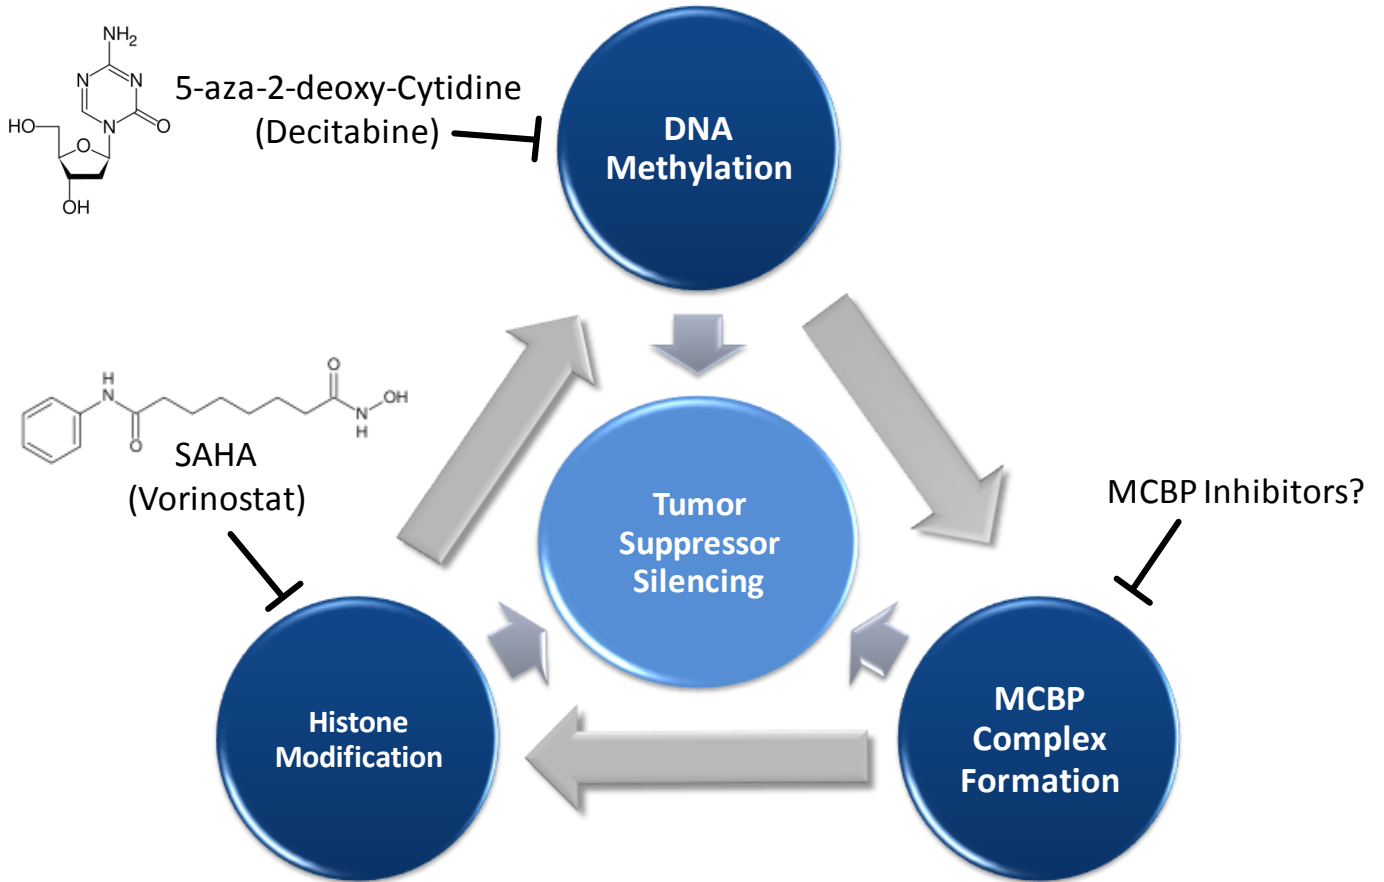 NH2
N
N
N
O
HO
O
OH
5-aza-2-deoxy-Cytidine
(Decitabine)
DNA
Methylation
H
N
O
O
N
H
OH
SAHA
(Vorinostat)
Tumor
Suppressor
Silencing
MCBP Inhibitors?
Histone
Modification
MCBP
Complex
Formation